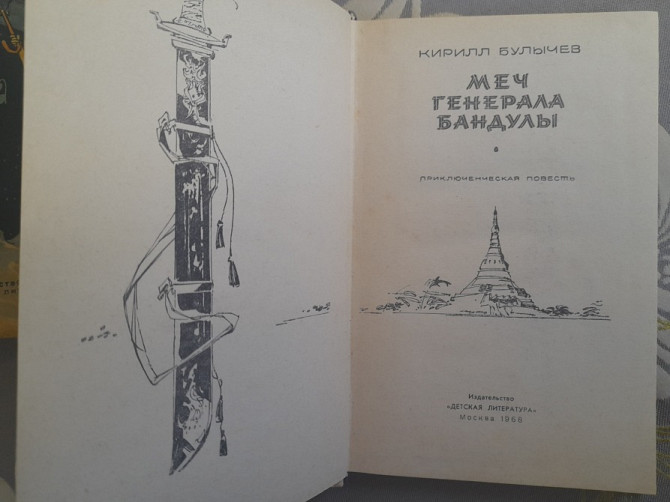 КИРИЛЛ БУЛЫЧЕВ
МЕЧ
ГЕНЕРАЛА
БАНДУЛЫ
ПРИКЛЮЧЕНЧЕСКАЯ ПОВЕСТЬ
Издательство
«ДЕТСКАЯ ЛИТЕРАТУРА»
Москва 1968